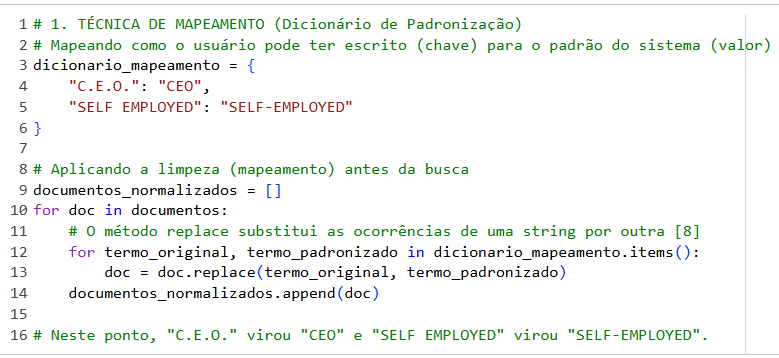 1 # 1. TÉCNICA DE MAPEAMENTO (Dicionário de Padronização)
2 # Mapeando como o usuário pode ter escrito (chave) para o padrão do sistema (valor)
3 dicionario_mapeamento = {
4     "C.E.O.": "CEO",
5     "SELF EMPLOYED": "SELF-EMPLOYED"
6 }
7
8 # Aplicando a limpeza (mapeamento) antes da busca
9 documentos_normalizados = []
10 for doc in documentos:
11     # O método replace substitui as ocorrências de uma string por outra [8]
12     for termo_original, termo_padronizado in dicionario_mapeamento.items():
13         doc = doc.replace(termo_original, termo_padronizado)
14     documentos_normalizados.append(doc)
15
16 # Neste ponto, "C.E.O." virou "CEO" e "SELF EMPLOYED" virou "SELF-EMPLOYED".